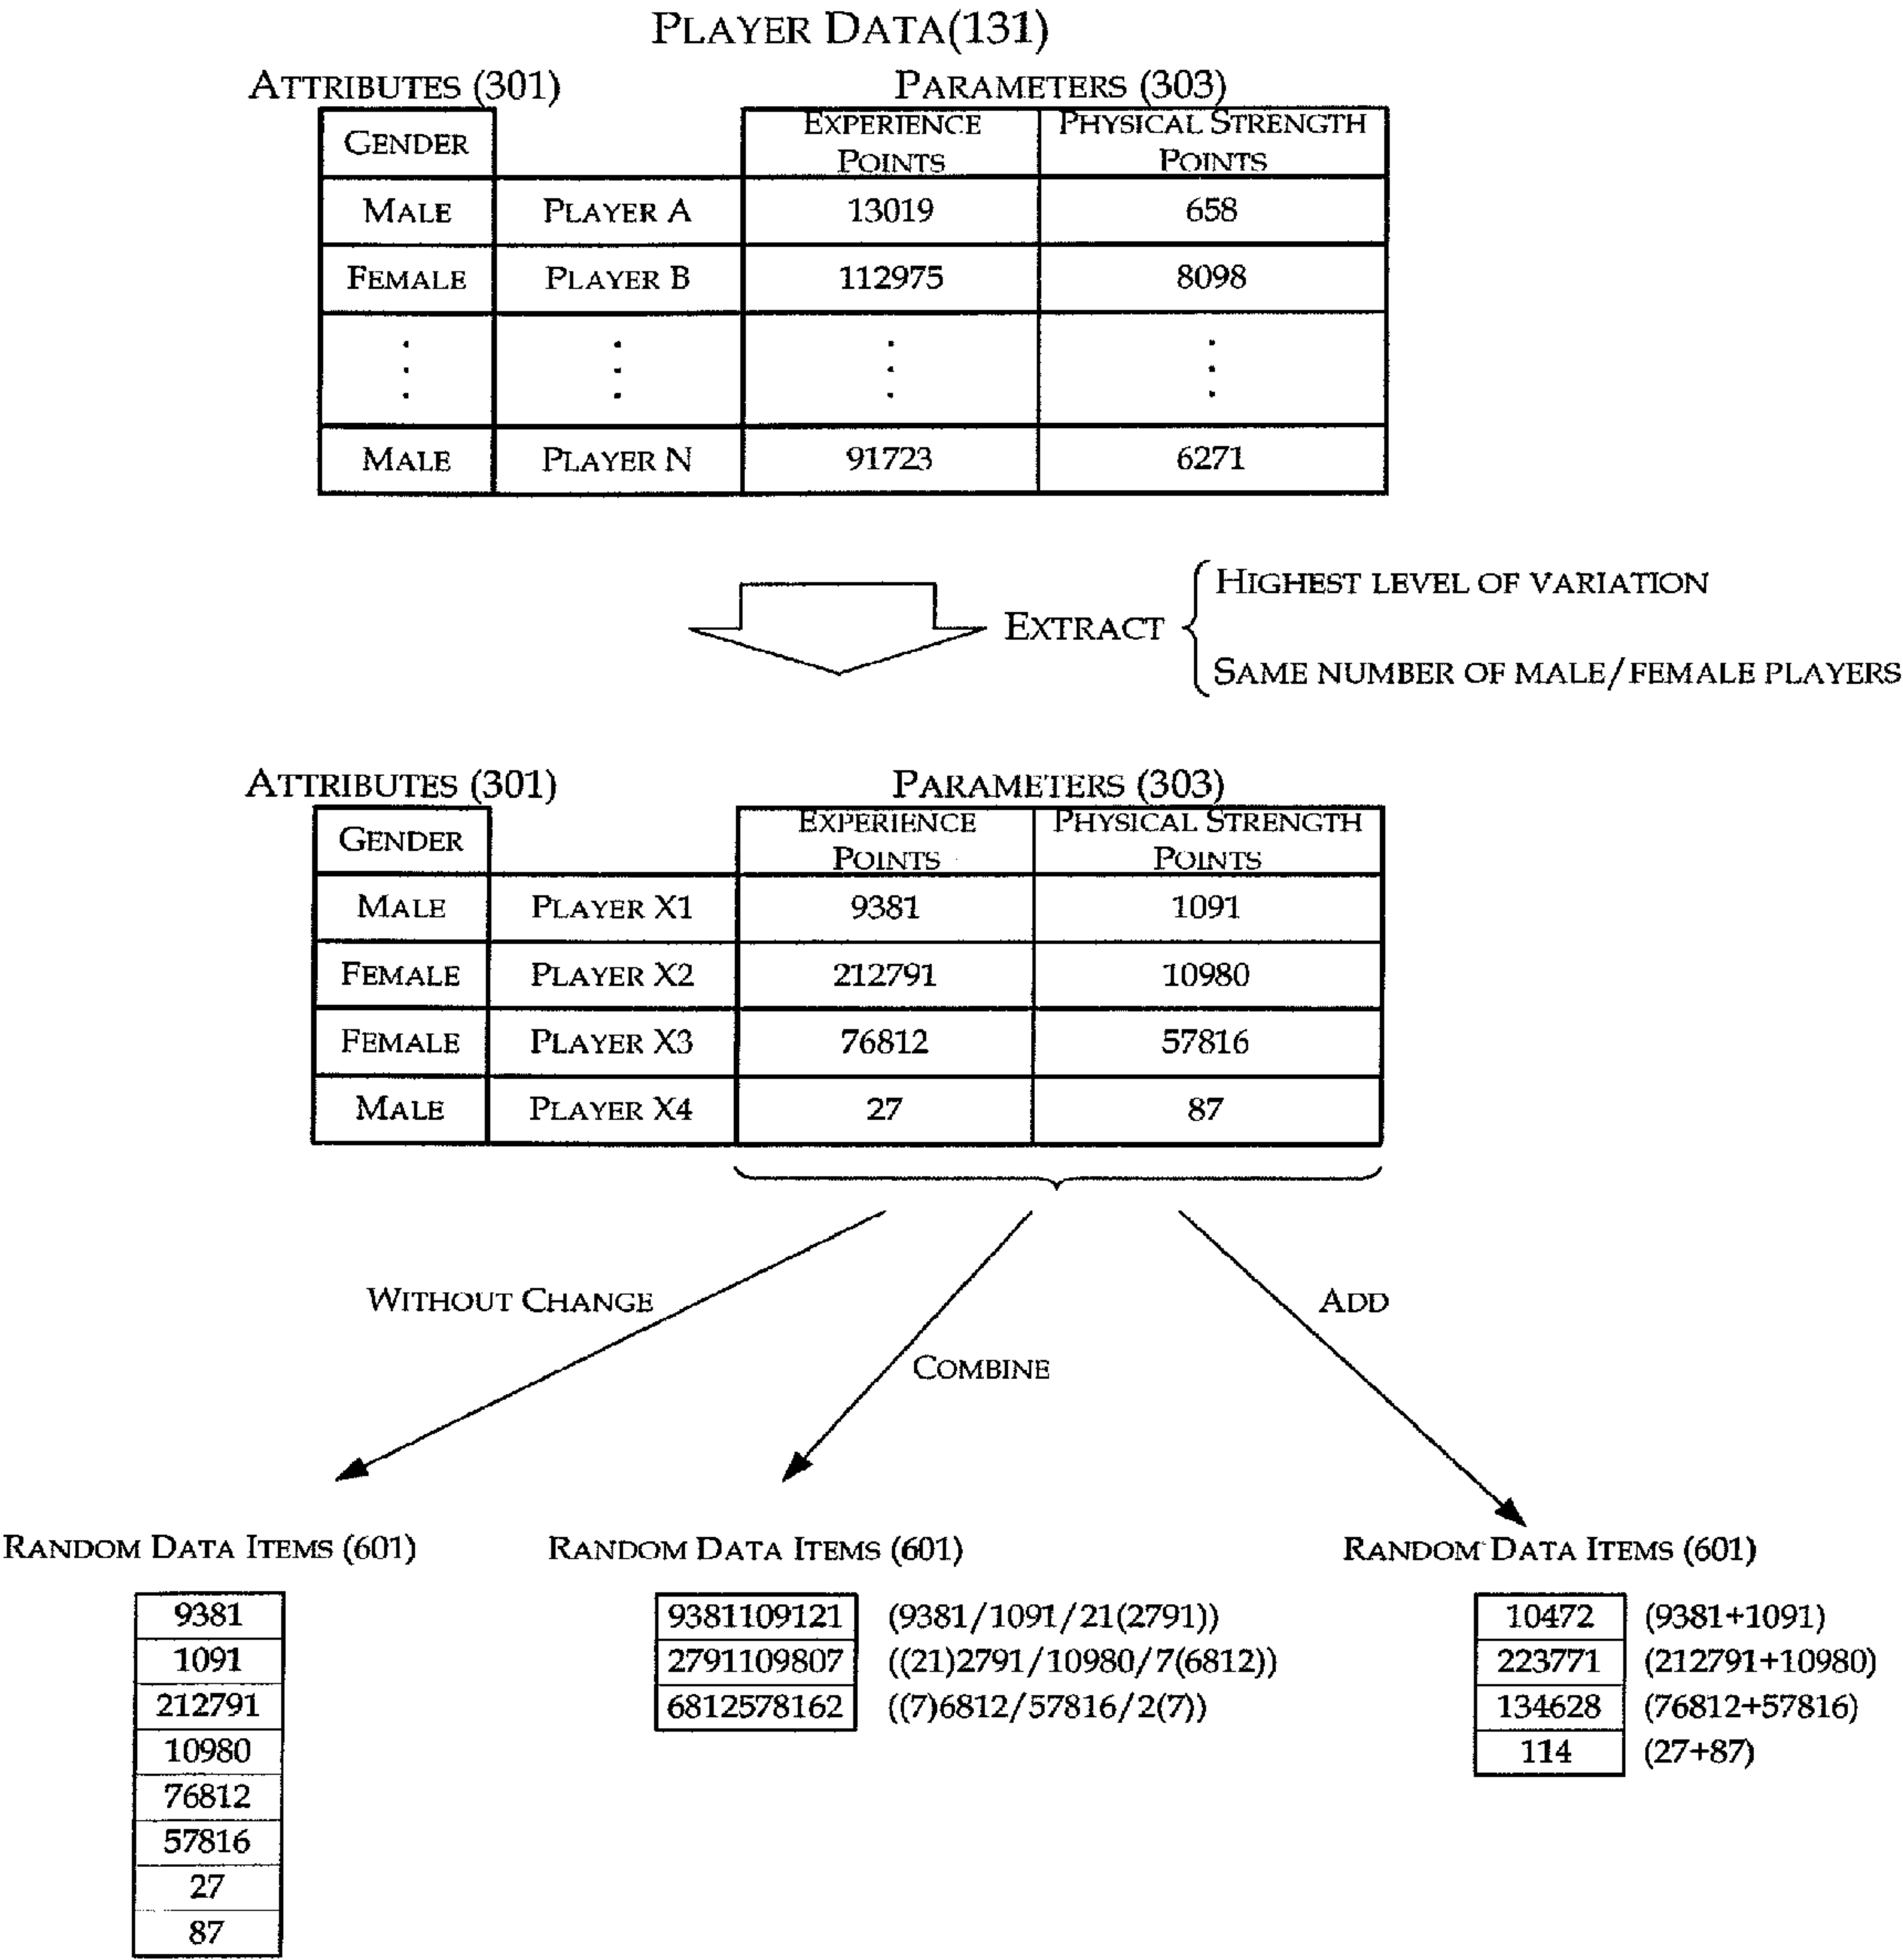 PLAYER DATA(131)
ATTRIBUTES (301) PARAMETERS (303)
GENDER EXPERIENCE POINTS PHYSICAL STRENGTH POINTS
MALE PLAYER A 13019 658
FEMALE PLAYER B 112975 8098
MALE PLAYER N 91723 6271
EXTRACT
HIGHEST LEVEL OF VARIATION
SAME NUMBER OF MALE/FEMALE PLAYERS
ATTRIBUTES (301) PARAMETERS (303)
GENDER EXPERIENCE POINTS PHYSICAL STRENGTH POINTS
MALE PLAYER X1 9381 1091
FEMALE PLAYER X2 212791 10980
FEMALE PLAYER X3 76812 57816
MALE PLAYER X4 27 87
WITHOUT CHANGE
COMBINE
ADD
RANDOM DATA ITEMS (601)
9381
1091
212791
10980
76812
57816
27
87
RANDOM DATA ITEMS (601)
9381109121 (9381/1091/21(2791))
2791109807 ((21)2791/10980/7(6812))
6812578162 ((7)6812/57816/2(7))
RANDOM DATA ITEMS (601)
10472 (9381+1091)
223771 (212791+10980)
134628 (76812+57816)
114 (27+87)